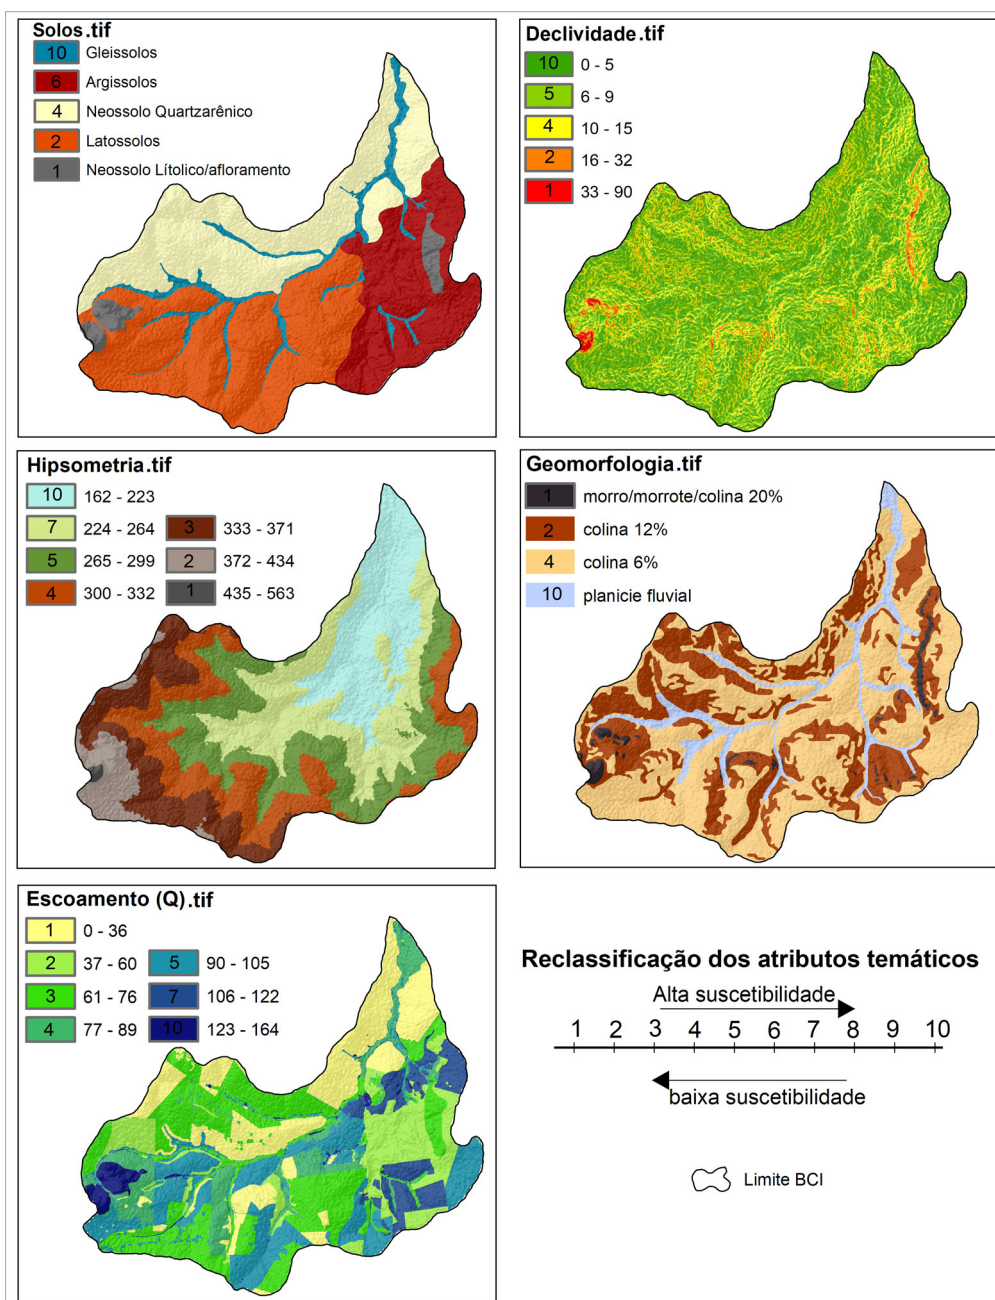 Solos.tif
10 Gleissolos
6 Argissolos
4 Neossolo Quartzarênico
2 Latossolos
1 Neossolo Lítolico/afloramento
Declividade.tif
10 0 - 5
5 6 - 9
4 10 - 15
2 16 - 32
1 33 - 90
Hipsometria.tif
10 162 - 223
7 224 - 264
5 265 - 299
4 300 - 332
3 333 - 371
2 372 - 434
1 435 - 563
Geomorfologia.tif
1 morro/morrote/colina 20%
2 colina 12%
4 colina 6%
10 planicie fluvial
Escoamento (Q).tif
1 0 - 36
2 37 - 60
3 61 - 76
4 77 - 89
5 90 - 105
7 106 - 122
10 123 - 164
Reclassificação dos atributos temáticos
Alta suscetibilidade
1 2 3 4 5 6 7 8 9 10
baixa suscetibilidade
Limite BCI